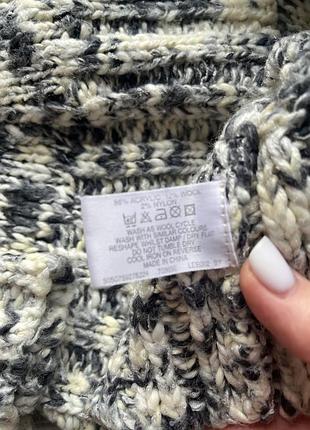 ACRYLIC WOOL
2% NYLON
WASH AS WOOL CYCLE
WASH WITH SIMILAR COLOURS
RESHAPE WHILST DAMP / DRY FLAT
DO NOT TUMBLE DRY
COOL IRON ON REVERSE
MADE IN CHINA